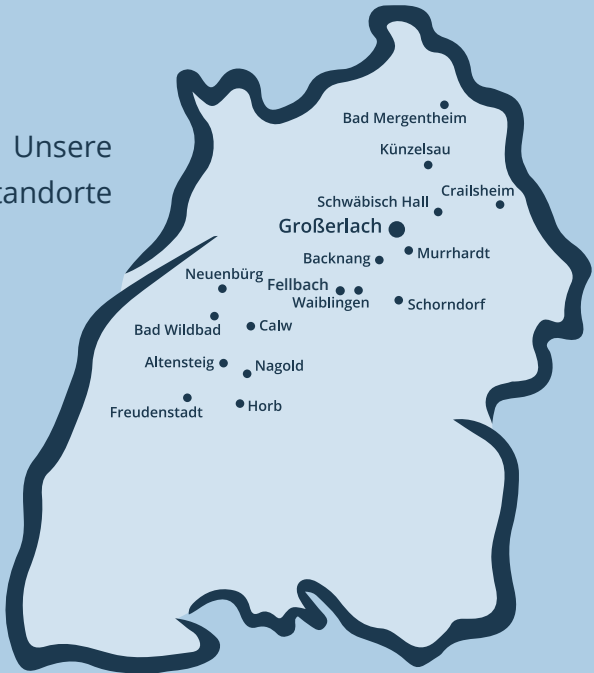 Unsere
tandorte
Bad Mergentheim
Künzelsau
Crailsheim
Schwäbisch Hall
Großerlach
Murrhardt
Backnang
Neuenbürg
Fellbach
Waiblingen
Schorndorf
Bad Wildbad
Calw
Altensteig
Nagold
Freudenstadt
Horb